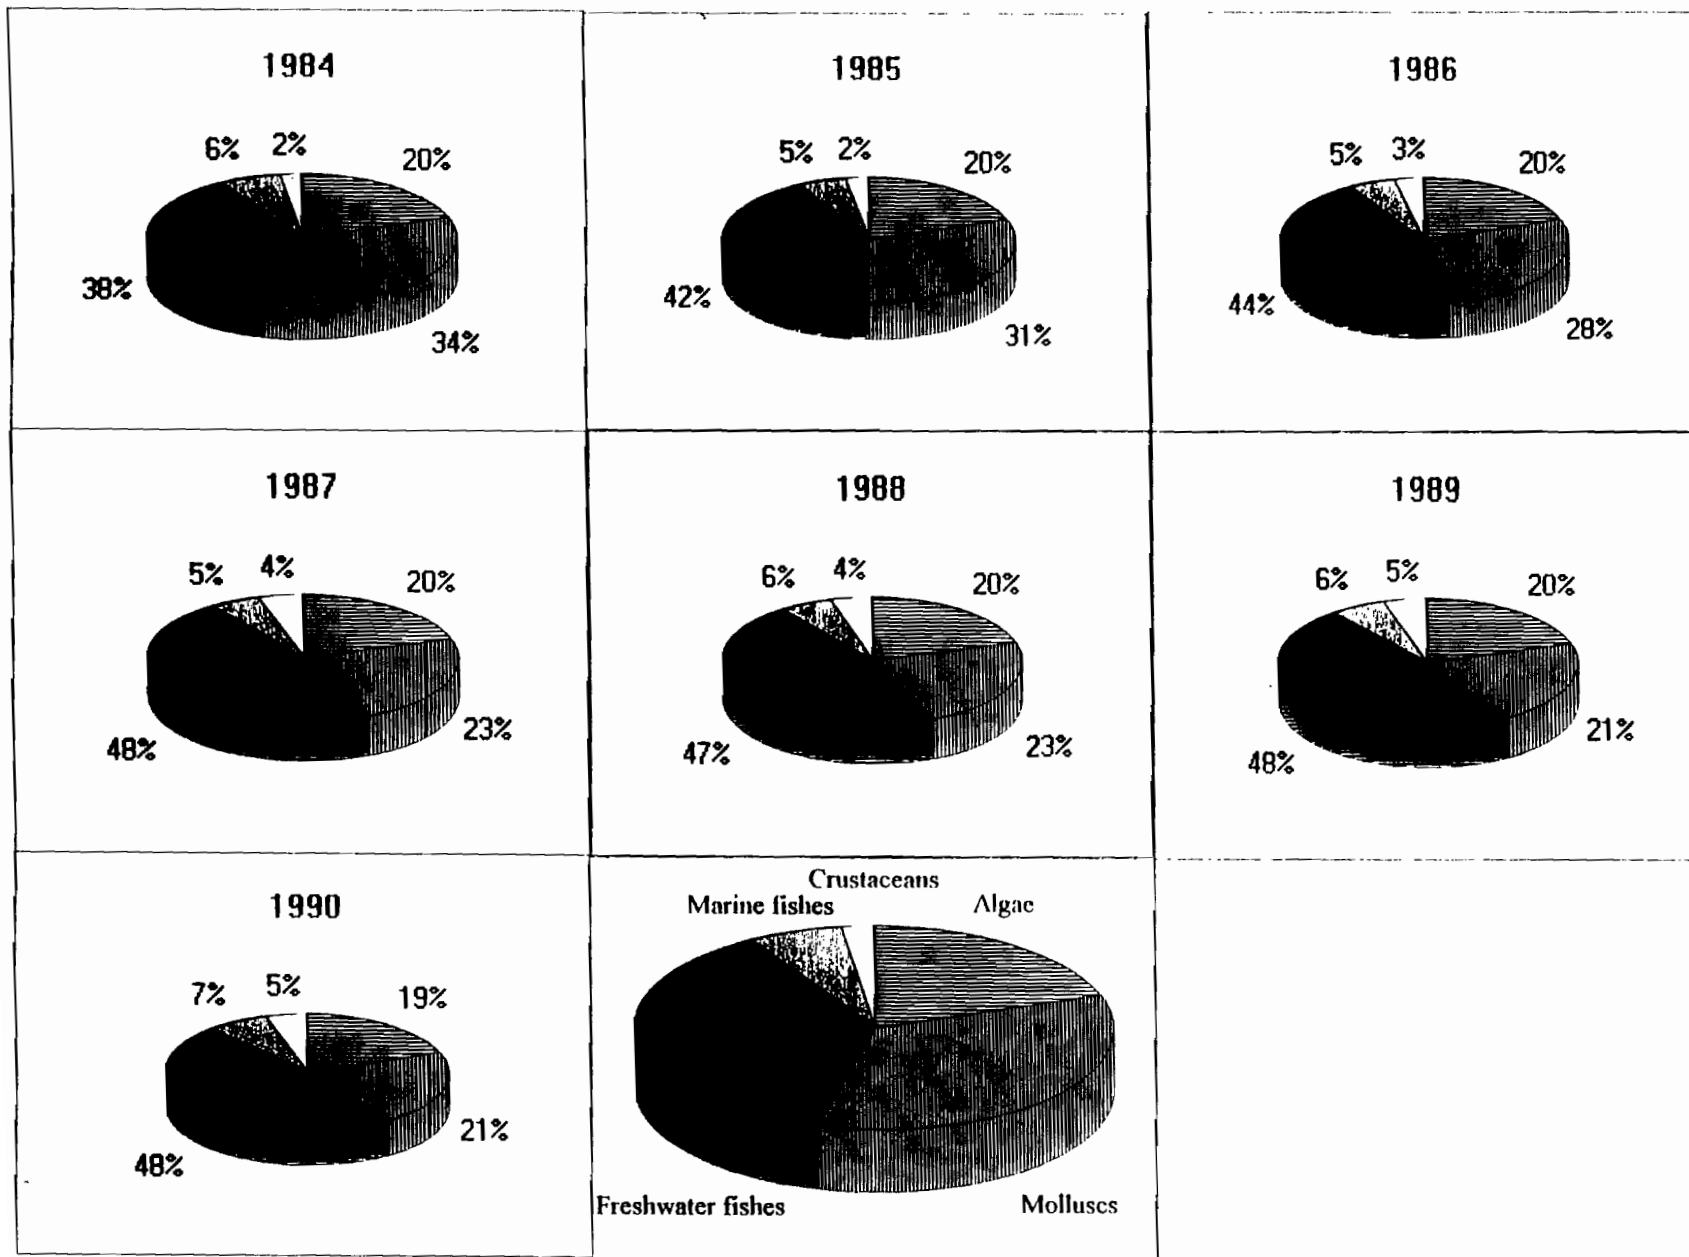 1984
6% 2% 20%
38% 34%
1985
5% 2% 20%
42% 31%
1986
5% 3% 20%
44% 28%
1987
5% 4% 20%
48% 23%
1988
6% 4% 20%
47% 23%
1989
6% 5% 20%
48% 21%
1990
7% 5% 19%
48% 21%
Crustaceans
Marine fishes Algae
Freshwater fishes Molluscs